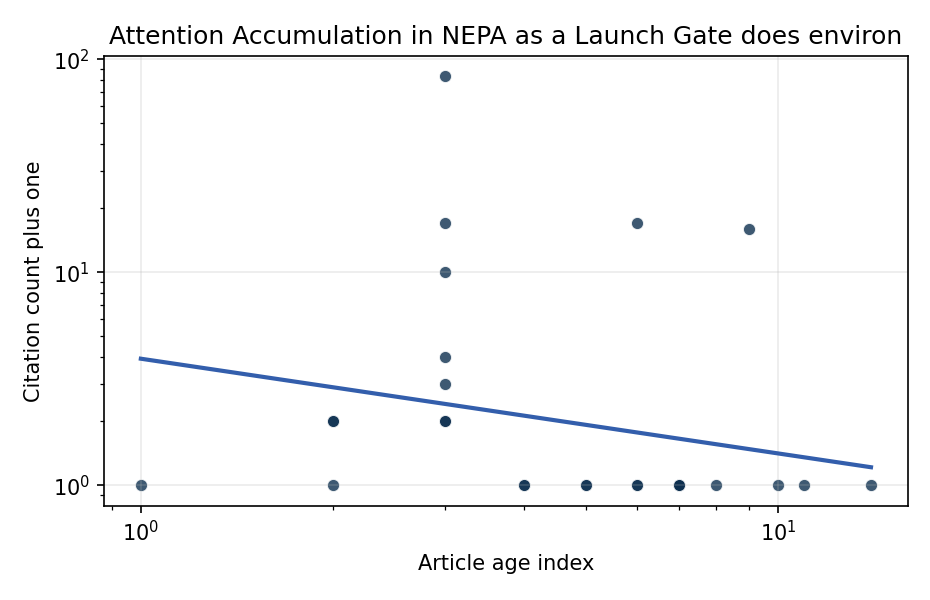 Attention Accumulation in NEPA as a Launch Gate does environ
10²
10¹
10⁰
Citation count plus one
10⁰ 10¹
Article age index